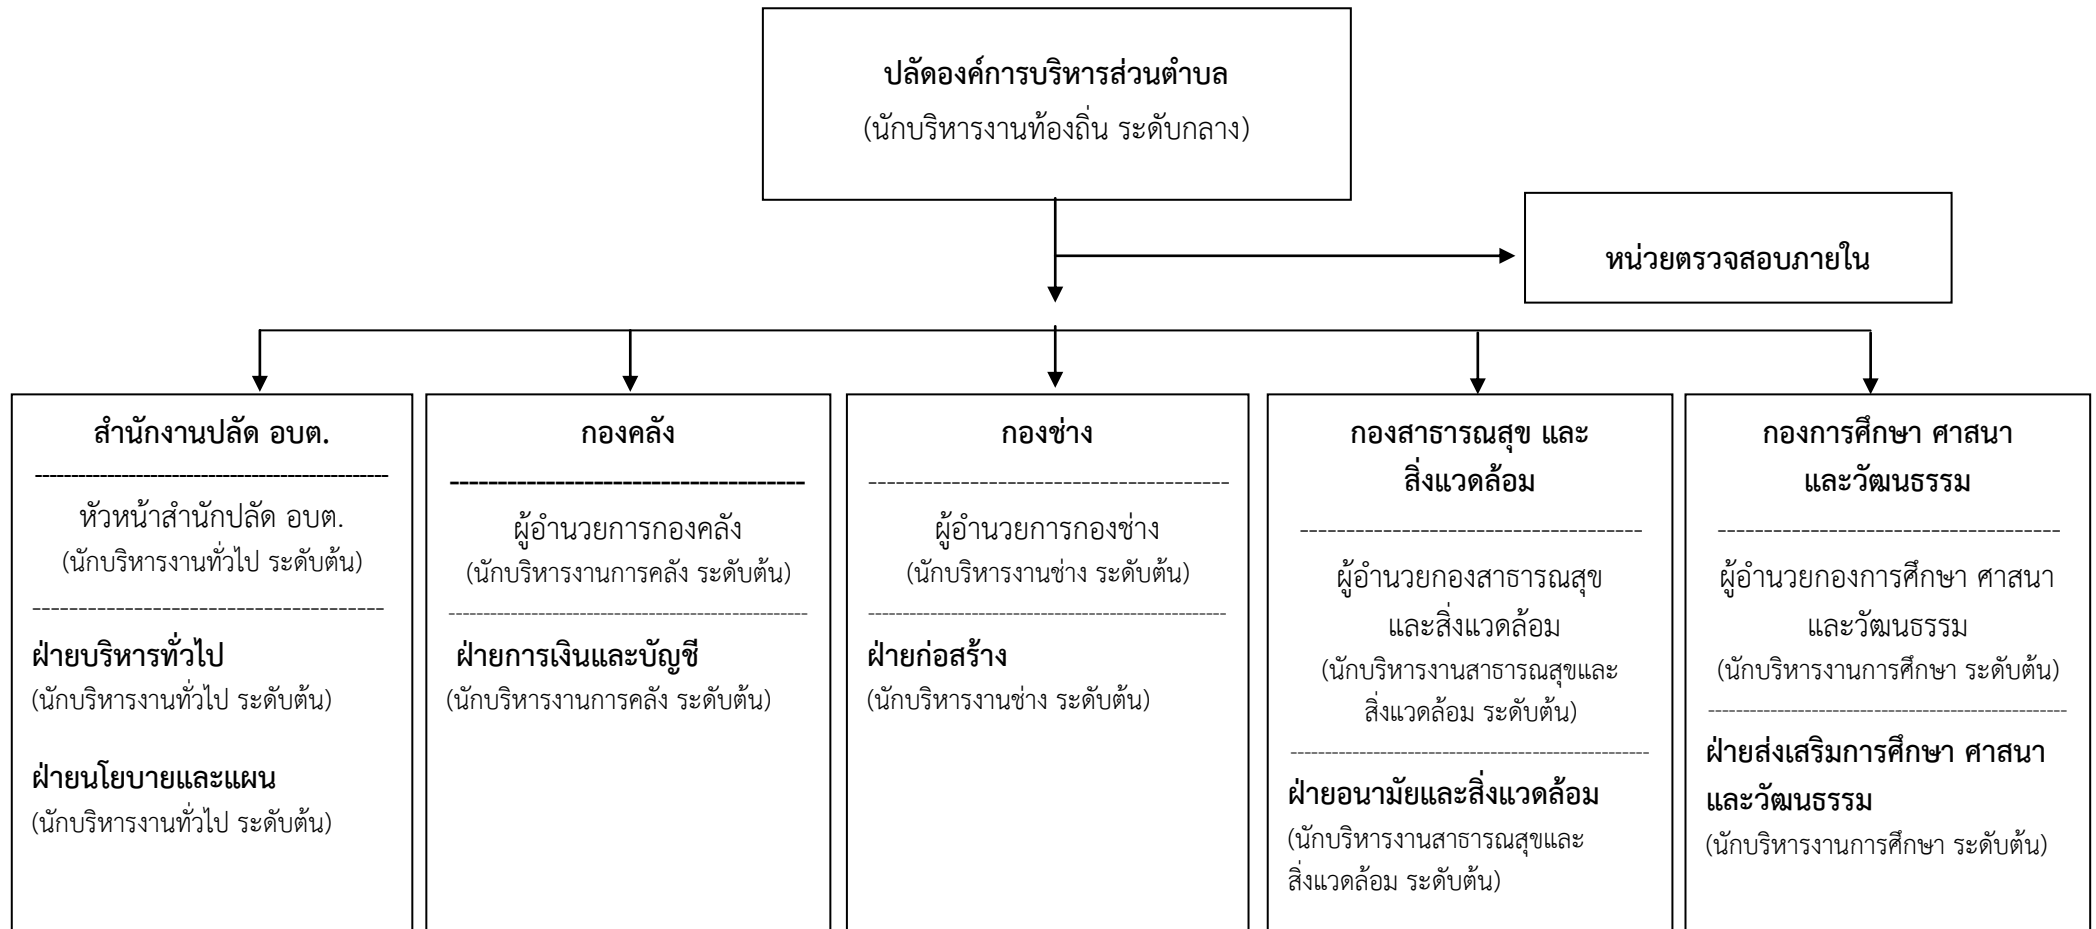 ปลัดองค์การบริหารส่วนตำบล
(นักบริหารงานท้องถิ่น ระดับกลาง)
หน่วยตรวจสอบภายใน
สำนักงานปลัด อบต.
หัวหน้าสำนักปลัด อบต.
(นักบริหารงานทั่วไป ระดับต้น)
ฝ่ายบริหารทั่วไป
(นักบริหารงานทั่วไป ระดับต้น)
ฝ่ายนโยบายและแผน
(นักบริหารงานทั่วไป ระดับต้น)
กองคลัง
ผู้อำนวยการกองคลัง
(นักบริหารงานการคลัง ระดับต้น)
ฝ่ายการเงินและบัญชี
(นักบริหารงานการคลัง ระดับต้น)
กองช่าง
ผู้อำนวยการกองช่าง
(นักบริหารงานช่าง ระดับต้น)
ฝ่ายก่อสร้าง
(นักบริหารงานช่าง ระดับต้น)
กองสาธารณสุข และ
สิ่งแวดล้อม
ผู้อำนวยกองสาธารณสุข
และสิ่งแวดล้อม
(นักบริหารงานสาธารณสุขและ
สิ่งแวดล้อม ระดับต้น)
ฝ่ายอนามัยและสิ่งแวดล้อม
(นักบริหารงานสาธารณสุขและ
สิ่งแวดล้อม ระดับต้น)
กองการศึกษา ศาสนา
และวัฒนธรรม
ผู้อำนวยกองการศึกษา ศาสนา
และวัฒนธรรม
(นักบริหารงานการศึกษา ระดับต้น)
ฝ่ายส่งเสริมการศึกษา ศาสนา
และวัฒนธรรม
(นักบริหารงานการศึกษา ระดับต้น)